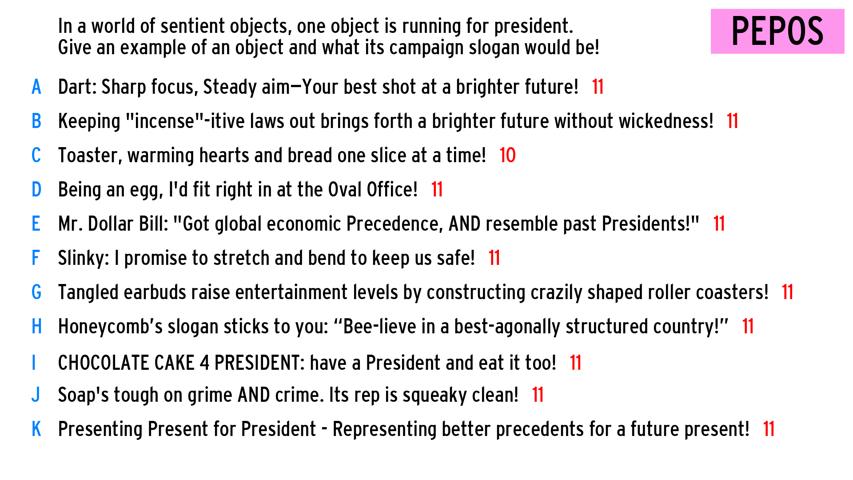 In a world of sentient objects, one object is running for president.
Give an example of an object and what its campaign slogan would be!
PEPOS
A Dart: Sharp focus, Steady aim—Your best shot at a brighter future! 11
B Keeping "incense"-itive laws out brings forth a brighter future without wickedness! 11
C Toaster, warming hearts and bread one slice at a time! 10
D Being an egg, I'd fit right in at the Oval Office! 11
E Mr. Dollar Bill: "Got global economic Precedence, AND resemble past Presidents!" 11
F Slinky: I promise to stretch and bend to keep us safe! 11
G Tangled earbuds raise entertainment levels by constructing crazily shaped roller coasters! 11
H Honeycomb’s slogan sticks to you: “Bee-lieve in a best-agonally structured country!” 11
I CHOCOLATE CAKE 4 PRESIDENT: have a President and eat it too! 11
J Soap's tough on grime AND crime. Its rep is squeaky clean! 11
K Presenting Present for President - Representing better precedents for a future present! 11